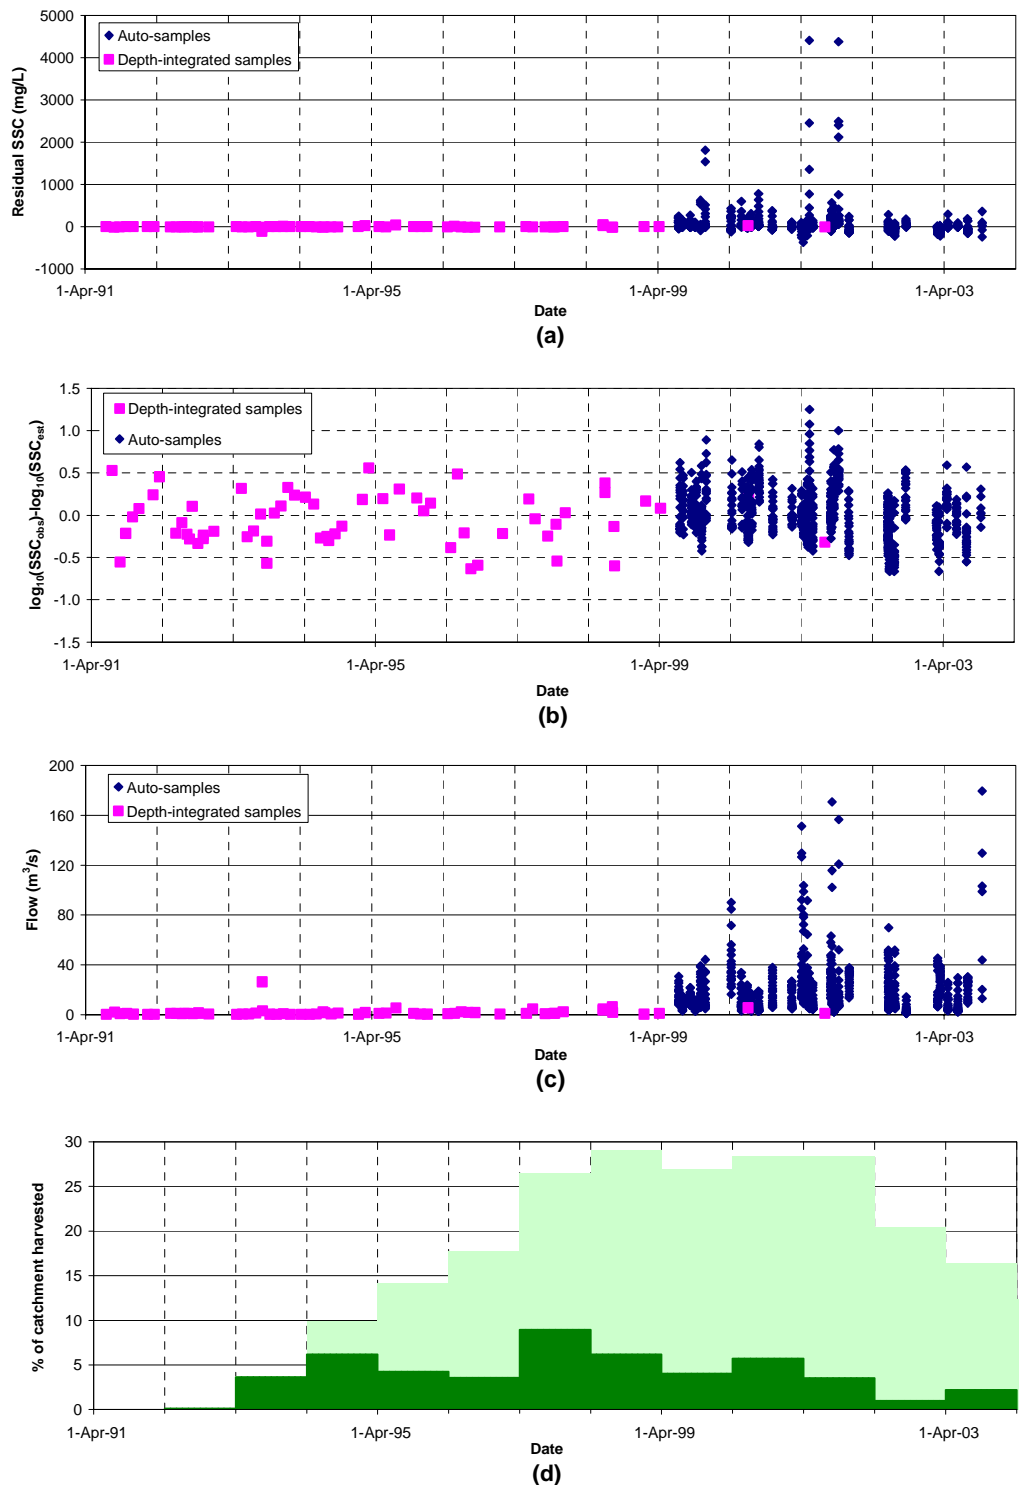 5000
4000
3000
2000
1000
0
-1000
Residual SSC (mg/L)
Auto-samples
Depth-integrated samples
1-Apr-91 1-Apr-95 1-Apr-99 1-Apr-03
Date
(a)
1.5
1.0
0.5
0.0
-0.5
-1.0
-1.5
log10(SSCobs)-log10(SSCest)
Depth-integrated samples
Auto-samples
1-Apr-91 1-Apr-95 1-Apr-99 1-Apr-03
Date
(b)
200
160
120
80
40
0
Flow (m³/s)
Auto-samples
Depth-integrated samples
1-Apr-91 1-Apr-95 1-Apr-99 1-Apr-03
Date
(c)
30
25
20
15
10
5
0
% of catchment harvested
1-Apr-91 1-Apr-95 1-Apr-99 1-Apr-03
Date
(d)